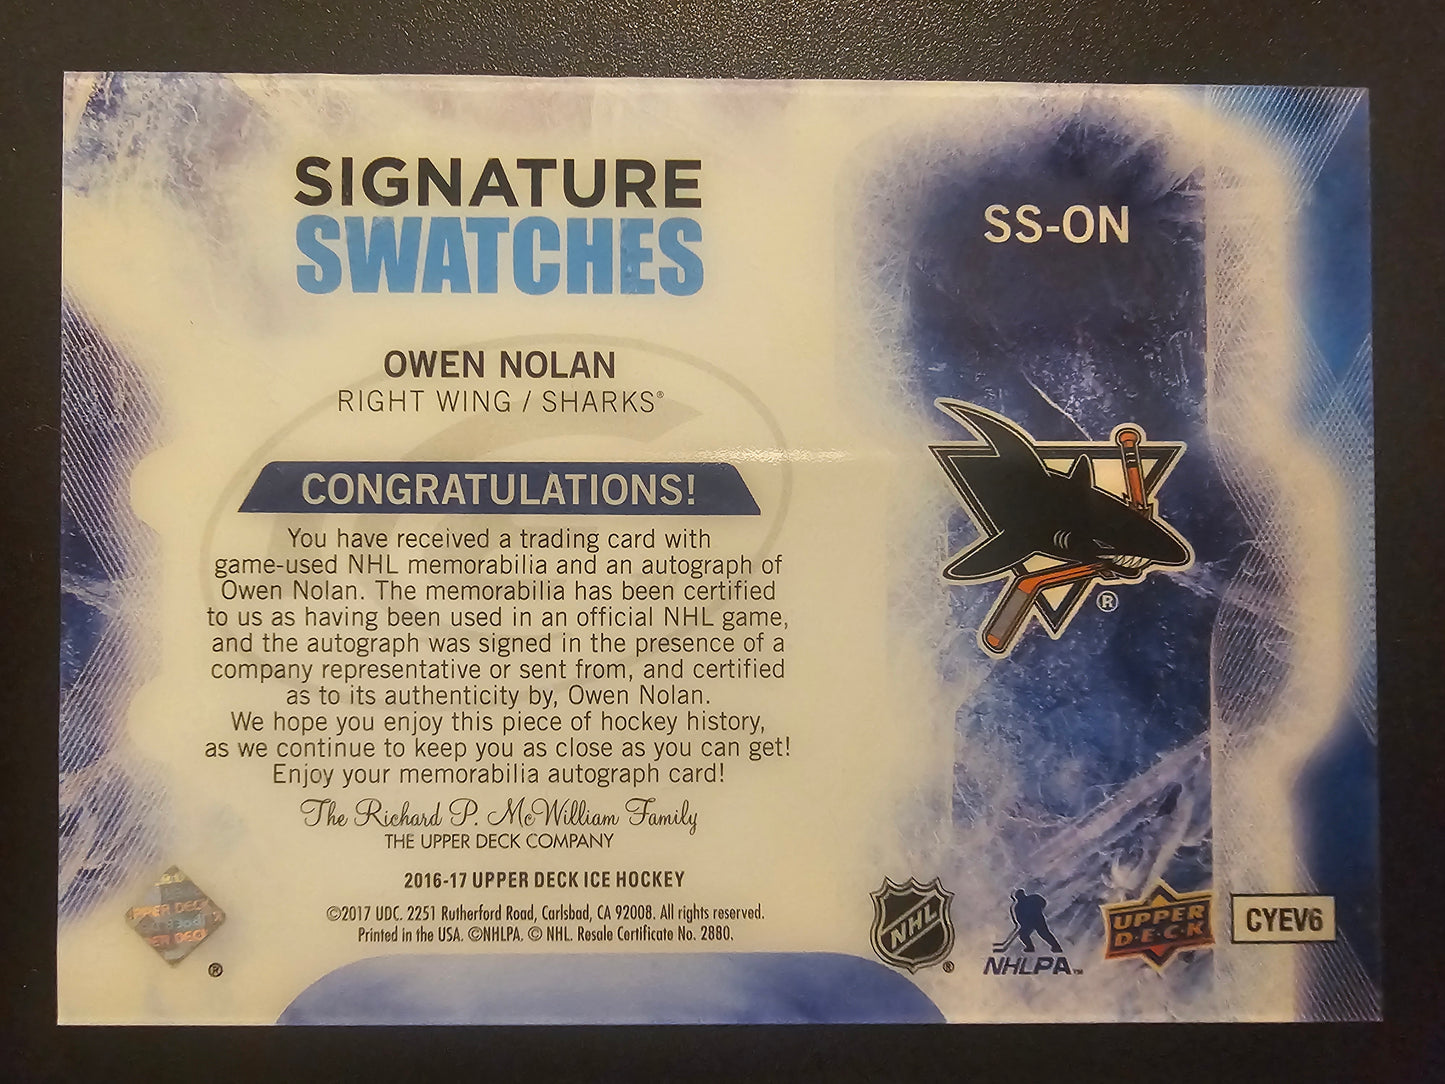 SIGNATURE
SWATCHES
SS-ON
OWEN NOLAN
RIGHT WING / SHARKS®
CONGRATULATIONS!
You have received a trading card with
game-used NHL memorabilia and an autograph of
Owen Nolan. The memorabilia has been certified
to us as having been used in an official NHL game,
and the autograph was signed in the presence of a
company representative or sent from, and certified
as to its authenticity by, Owen Nolan.
We hope you enjoy this piece of hockey history,
as we continue to keep you as close as you can get!
Enjoy your memorabilia autograph card!
The Richard P. McWilliam Family
THE UPPER DECK COMPANY
2016-17 UPPER DECK ICE HOCKEY
©2017 UDC. 2251 Rutherford Road, Carlsbad, CA 92008. All rights reserved.
Printed in the USA. ©NHLPA. © NHL. Resale Certificate No. 2880.
®
®
NHL
®
NHLPA™
UPPER
DECK
CYEV6